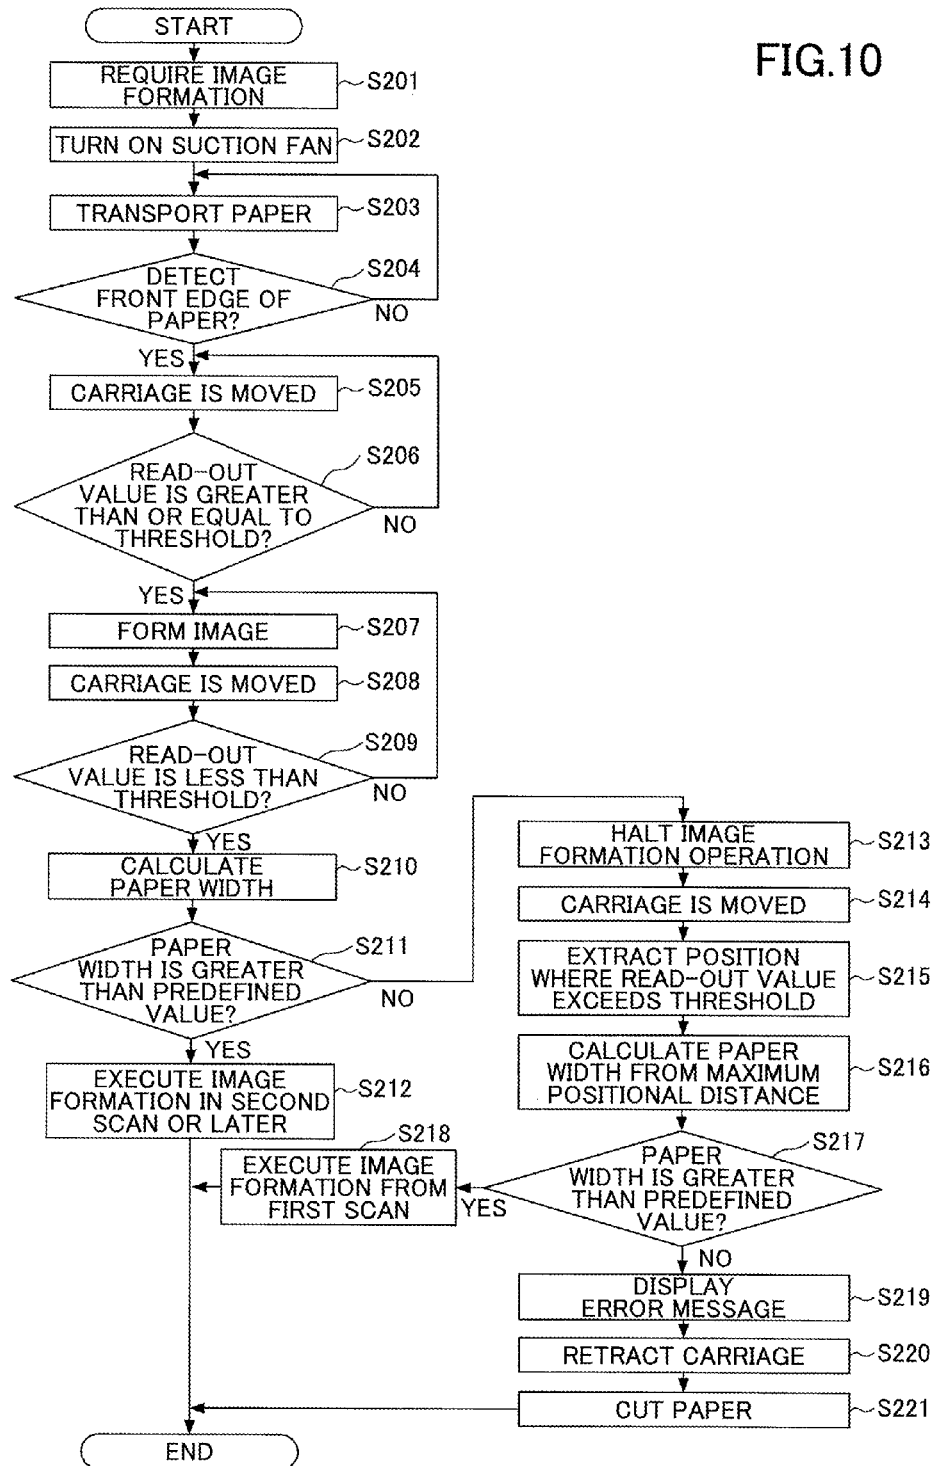 START
FIG.10
REQUIRE IMAGE
FORMATION
S201
TURN ON SUCTION FAN
S202
TRANSPORT PAPER
S203
DETECT
FRONT EDGE OF
PAPER?
S204
NO
YES
CARRIAGE IS MOVED
S205
READ-OUT
VALUE IS GREATER
THAN OR EQUAL TO
THRESHOLD?
S206
NO
YES
FORM IMAGE
S207
CARRIAGE IS MOVED
S208
READ-OUT
VALUE IS LESS THAN
THRESHOLD?
S209
NO
YES
CALCULATE
PAPER WIDTH
S210
PAPER
WIDTH IS GREATER
THAN PREDEFINED
VALUE?
S211
NO
YES
EXECUTE IMAGE
FORMATION IN SECOND
SCAN OR LATER
S212
HALT IMAGE
FORMATION OPERATION
S213
CARRIAGE IS MOVED
S214
EXTRACT POSITION
WHERE READ-OUT VALUE
EXCEEDS THRESHOLD
S215
CALCULATE PAPER
WIDTH FROM MAXIMUM
POSITIONAL DISTANCE
S216
PAPER
WIDTH IS GREATER
THAN PREDEFINED
VALUE?
S217
YES
EXECUTE IMAGE
FORMATION FROM
FIRST SCAN
S218
NO
DISPLAY
ERROR MESSAGE
S219
RETRACT CARRIAGE
S220
CUT PAPER
S221
END